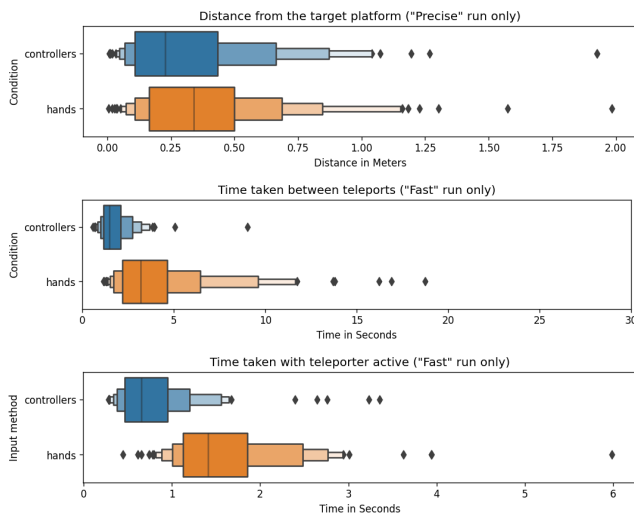 Distance from the target platform ("Precise" run only)
Condition
controllers
hands
0.00 0.25 0.50 0.75 1.00 1.25 1.50 1.75 2.00
Distance in Meters
Time taken between teleports ("Fast" run only)
Condition
controllers
hands
0 5 10 15 20 25 30
Time in Seconds
Time taken with teleporter active ("Fast" run only)
Input method
controllers
hands
0 1 2 3 4 5 6
Time in Seconds